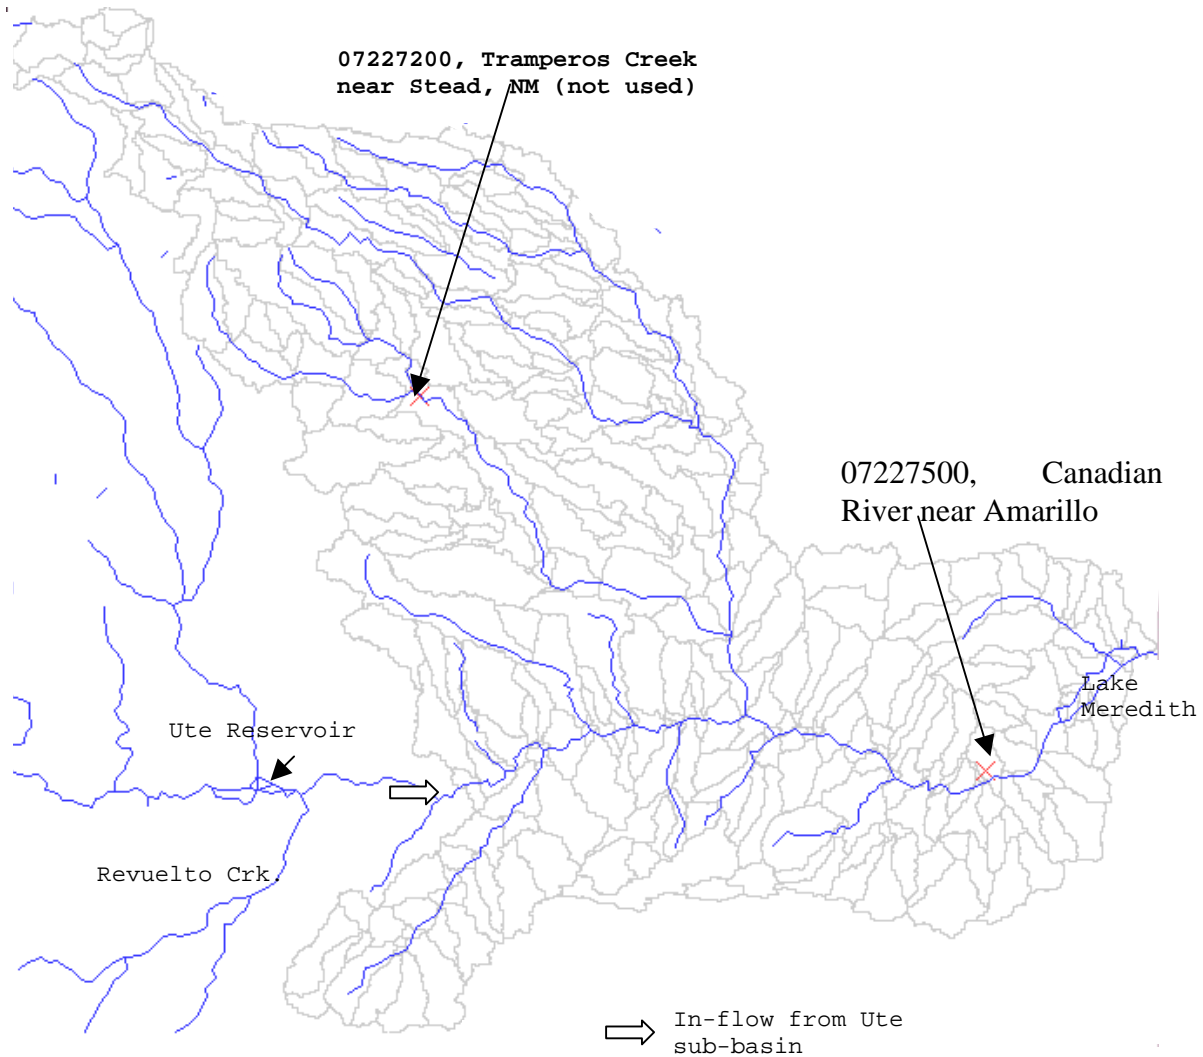 07227200, Tramperos Creek
near Stead, NM (not used)
07227500, Canadian
River near Amarillo
Lake
Meredith
Ute Reservoir
Revuelto Crk.
In-flow from Ute
sub-basin